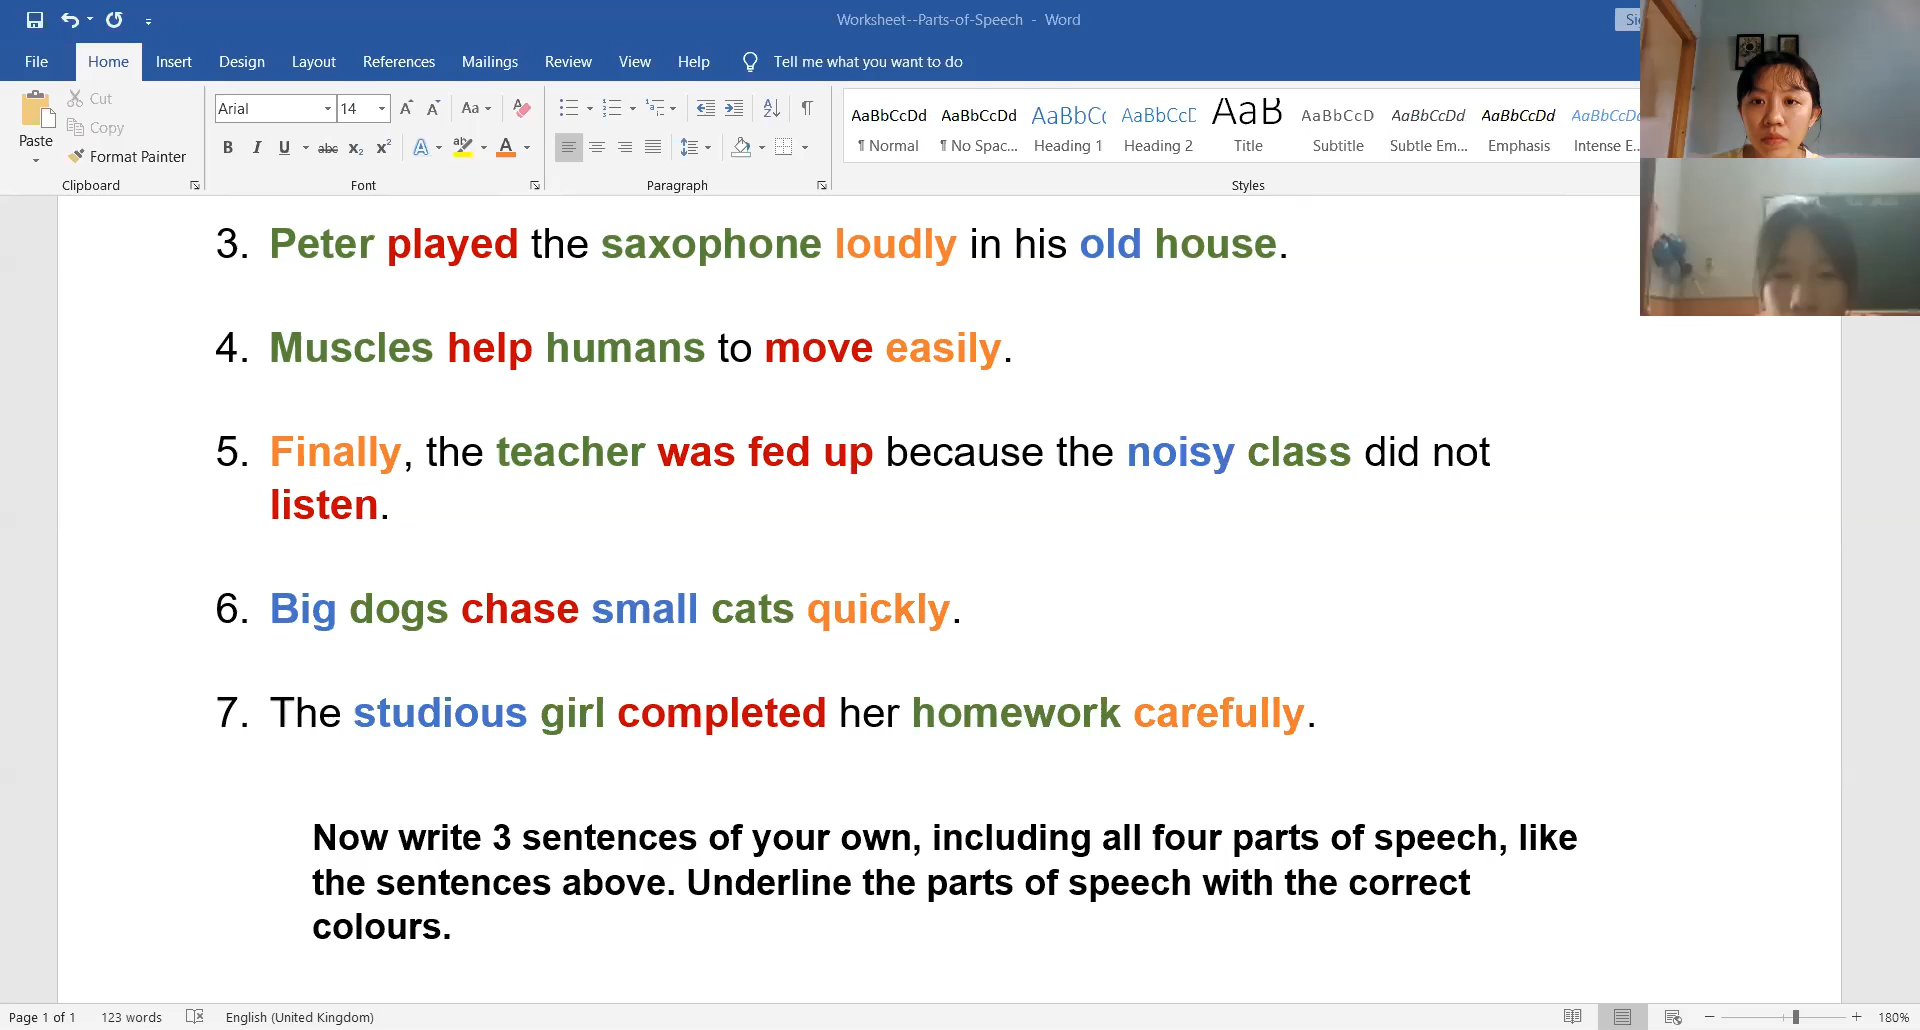 Worksheet--Parts-of-Speech - Word
File Home Insert Design Layout References Mailings Review View Help Tell me what you want to do
Paste Cut Copy Format Painter Clipboard
Arial 14 Aa Font
B I U abc x₂ x² A ab A
Paragraph
AaBbCcDd AaBbCcDd AaBbCc AaBbCcD AaB AaBbCcD AaBbCcDd AaBbCcDd AaBbCcDd
¶ Normal ¶ No Spac... Heading 1 Heading 2 Title Subtitle Subtle Em... Emphasis Intense E...
Styles
3. Peter played the saxophone loudly in his old house.
4. Muscles help humans to move easily.
5. Finally, the teacher was fed up because the noisy class did not
listen.
6. Big dogs chase small cats quickly.
7. The studious girl completed her homework carefully.
Now write 3 sentences of your own, including all four parts of speech, like
the sentences above. Underline the parts of speech with the correct
colours.
Page 1 of 1 123 words English (United Kingdom) 180%